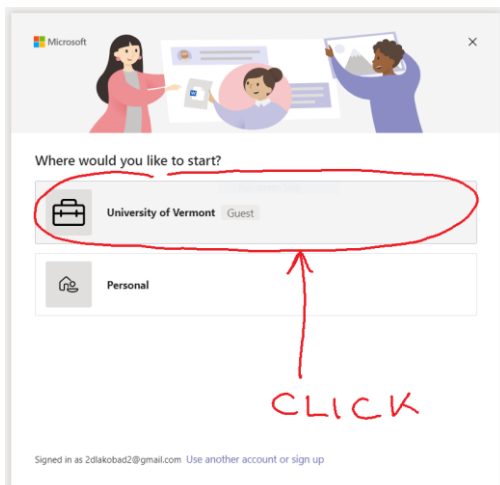 Microsoft
Where would you like to start?
University of Vermont Guest
Personal
CLICK
Signed in as 2dlakobad2@gmail.com Use another account or sign up